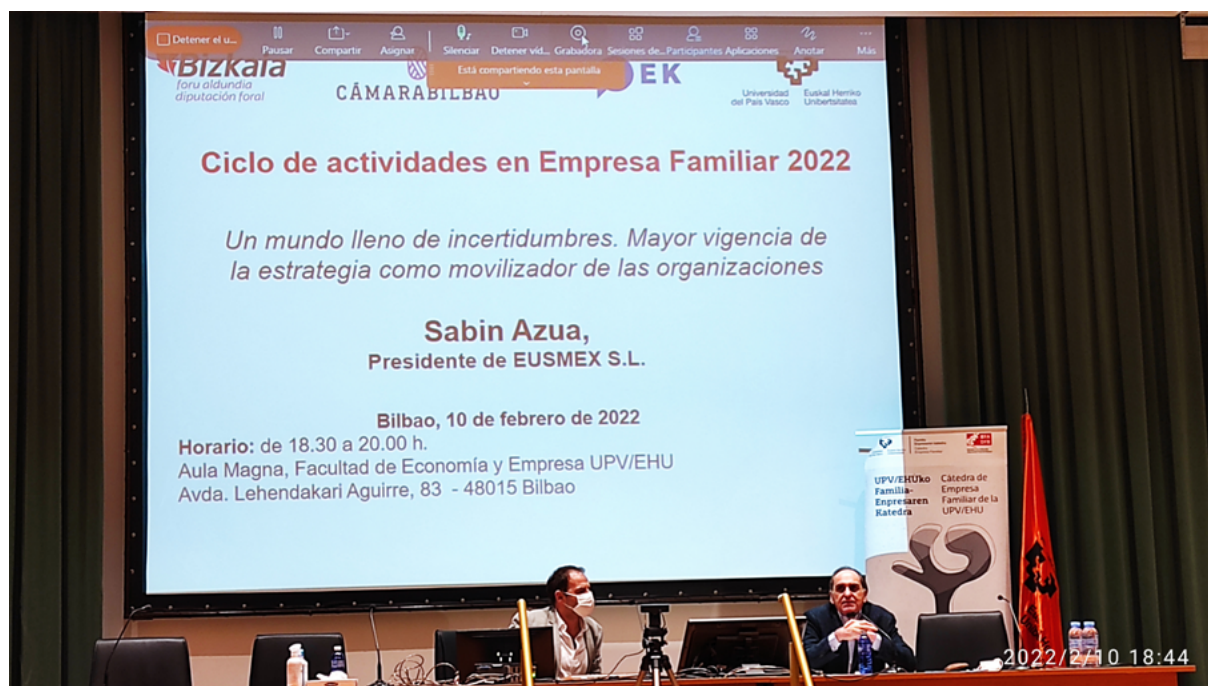 Detener el u...
Pausar
Compartir
Asignar
Silenciar
Detener víd...
Grabadora
Sesiones de...
Participantes
Aplicaciones
Anotar
Más
Está compartiendo esta pantalla
Bizkaia
foru aldundia
diputación foral
CÁMARABILBAO
EK
Universidad
del País Vasco
Euskal Herriko
Unibertsitatea
Ciclo de actividades en Empresa Familiar 2022
Un mundo lleno de incertidumbres. Mayor vigencia de
la estrategia como movilizador de las organizaciones
Sabin Azua,
Presidente de EUSMEX S.L.
Bilbao, 10 de febrero de 2022
Horario: de 18.30 a 20.00 h.
Aula Magna, Facultad de Economía y Empresa UPV/EHU
Avda. Lehendakari Aguirre, 83 - 48015 Bilbao
UPV/EHUko
Familia-
Enpresaren
Katedra
Cátedra de
Empresa
Familiar de la
UPV/EHU
2022/2/10 18:44